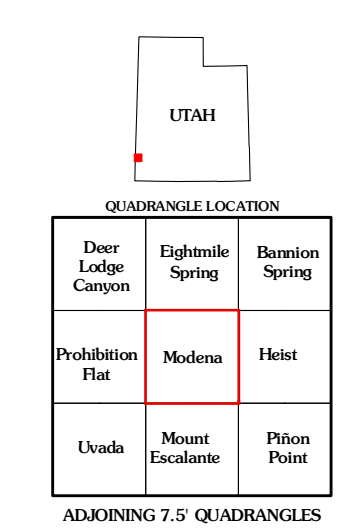 UTAH
QUADRANGLE LOCATION
Deer
Lodge
Canyon
Eightmile
Spring
Bannion
Spring
Prohibition
Flat
Modena
Heist
Uvada
Mount
Escalante
Piñon
Point
ADJOINING 7.5' QUADRANGLES